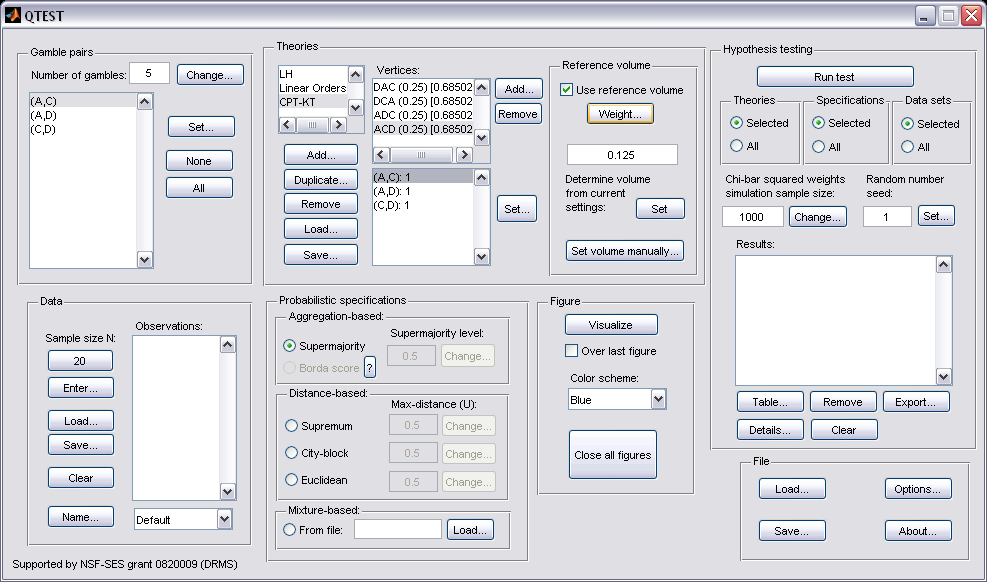 QTEST
Gamble pairs
Number of gambles: 5 Change...
(A,C)
(A,D)
(C,D)
Set...
None
All
Theories
LH
Linear Orders
CPT-KT
Add...
Duplicate...
Remove
Load...
Save...
Vertices:
DAC (0.25) [0.68502
DCA (0.25) [0.68502
ADC (0.25) [0.68502
ACD (0.25) [0.68502
Add...
Remove
(A,C): 1
(A,D): 1
(C,D): 1
Set...
Reference volume
Use reference volume
Weight...
0.125
Determine volume
from current
settings:
Set
Set volume manually...
Hypothesis testing
Run test
Theories
Selected
All
Specifications
Selected
All
Data sets
Selected
All
Chi-bar squared weights
simulation sample size:
1000 Change...
Random number
seed:
1 Set...
Results:
Table... Remove Export...
Details... Clear
Data
Sample size N:
20
Enter...
Load...
Save...
Clear
Name...
Observations:
Default
Probabilistic specifications
Aggregation-based:
Supermajority level:
Supermajority
0.5 Change...
Borda score ?
Distance-based:
Max-distance (U):
Supremum 0.5 Change...
City-block 0.5 Change...
Euclidean 0.5 Change...
Mixture-based:
From file: Load...
Figure
Visualize
Over last figure
Color scheme:
Blue
Close all figures
File
Load... Options...
Save... About...
Supported by NSF-SES grant 0820009 (DRMS)